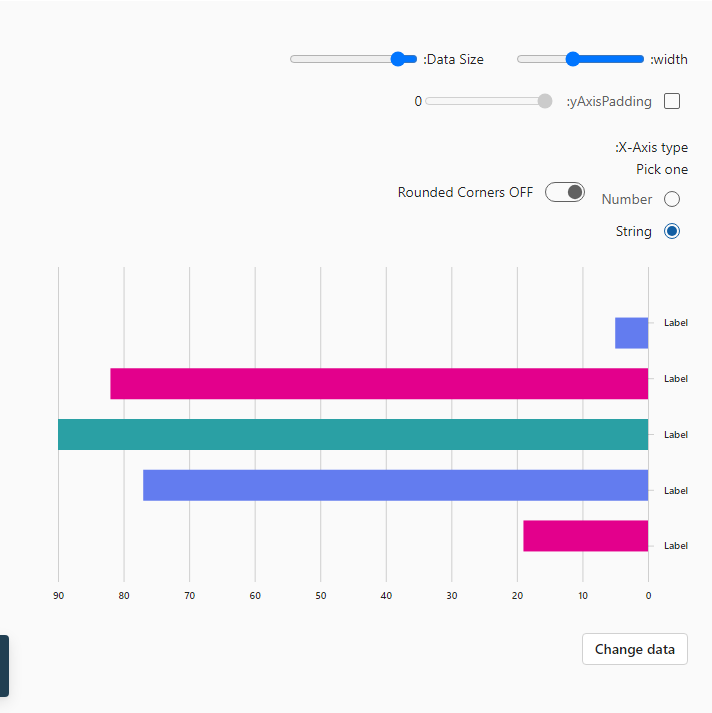 :width
:Data Size
:yAxisPadding
0
:X-Axis type
Pick one
Number
Rounded Corners OFF
String
Label
Label
Label
Label
Label
90 80 70 60 50 40 30 20 10 0
Change data